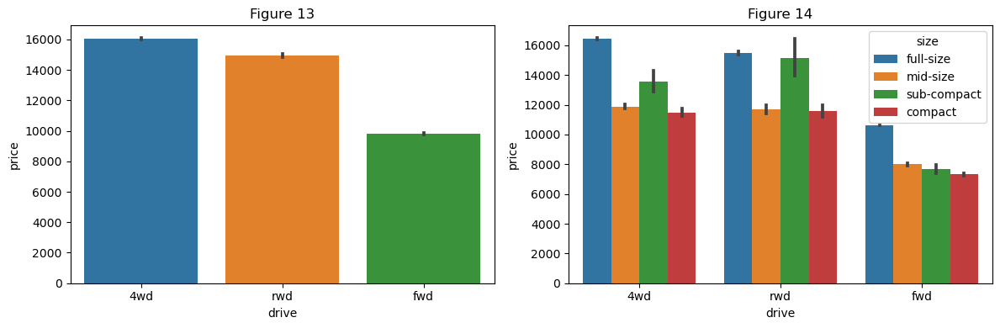 Figure 13
16000
14000
12000
10000
8000
6000
4000
2000
0
price
4wd
rwd
fwd
drive
Figure 14
16000
14000
12000
10000
8000
6000
4000
2000
0
price
size
full-size
mid-size
sub-compact
compact
4wd
rwd
fwd
drive